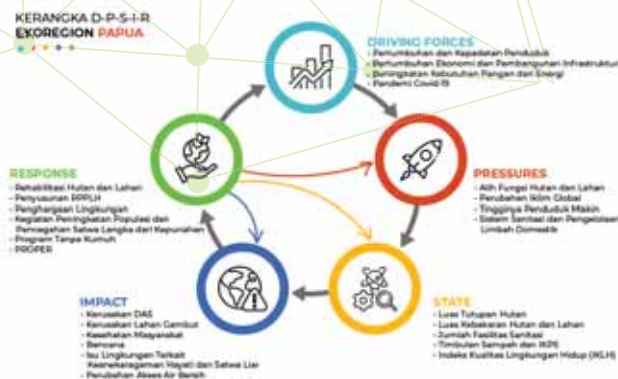 KERANGKA D-P-S-I-R
EKOREGION PAPUA
DRIVING FORCES
- Pertumbuhan dan Kepadatan Penduduk
- Pertumbuhan Ekonomi dan Pembangunan Infrastruktur
- Peningkatan Kebutuhan Pangan dan Energi
- Pandemi Covid-19
PRESSURES
- Alih Fungsi Hutan dan Lahan
- Perubahan Iklim Global
- Tingginya Penduduk Miskin
- Sistem Sanitasi dan Pengelolaan
Limbah Domestik
STATE
- Luas Tutupan Hutan
- Luas Kebakaran Hutan dan Lahan
- Jumlah Fasilitas Sanitasi
- Timbulan Sampah dan IKPS
- Indeks Kualitas Lingkungan Hidup (IKLH)
IMPACT
- Kerusakan DAS
- Kerusakan Lahan Gambut
- Kesehatan Masyarakat
- Bencana
- Isu Lingkungan Terkait
Keanekaragaman Hayati dan Satwa Liar
- Perubahan Akses Air Bersih
RESPONSE
- Rehabilitasi Hutan dan Lahan
- Penyusunan RPPLH
- Penghargaan Lingkungan
- Kegiatan Peningkatan Populasi dan
Pencegahan Satwa Langka dari Kepunahan
- Program Tanpa Kumuh
- PROPER